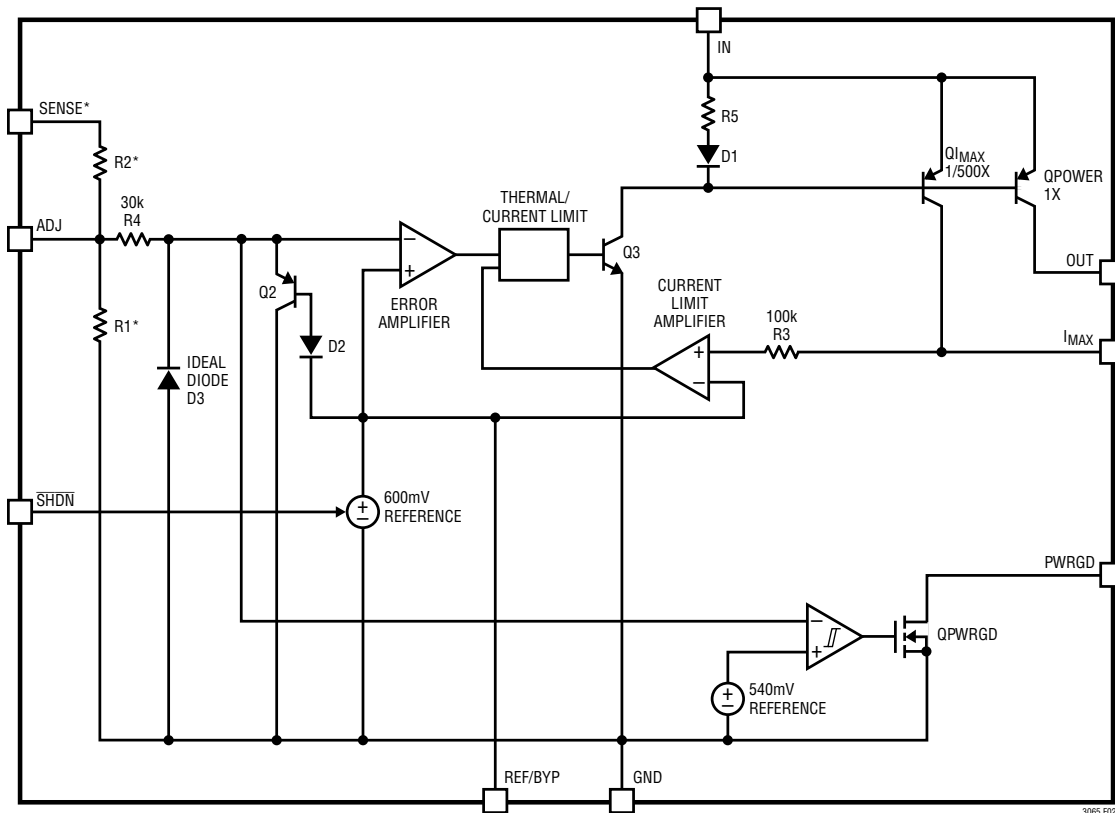 IN
SENSE*
R2*
R5
D1
QIMAX
1/500X
QPOWER
1X
30k
R4
THERMAL/
CURRENT LIMIT
ADJ
−
+
Q3
OUT
Q2
ERROR
AMPLIFIER
CURRENT
LIMIT
AMPLIFIER
100k
R3
IMAX
R1*
D2
+
−
IDEAL
DIODE
D3
SHDN
+
−
600mV
REFERENCE
PWRGD
−
+
QPWRGD
+
−
540mV
REFERENCE
REF/BYP
GND
3065 F02